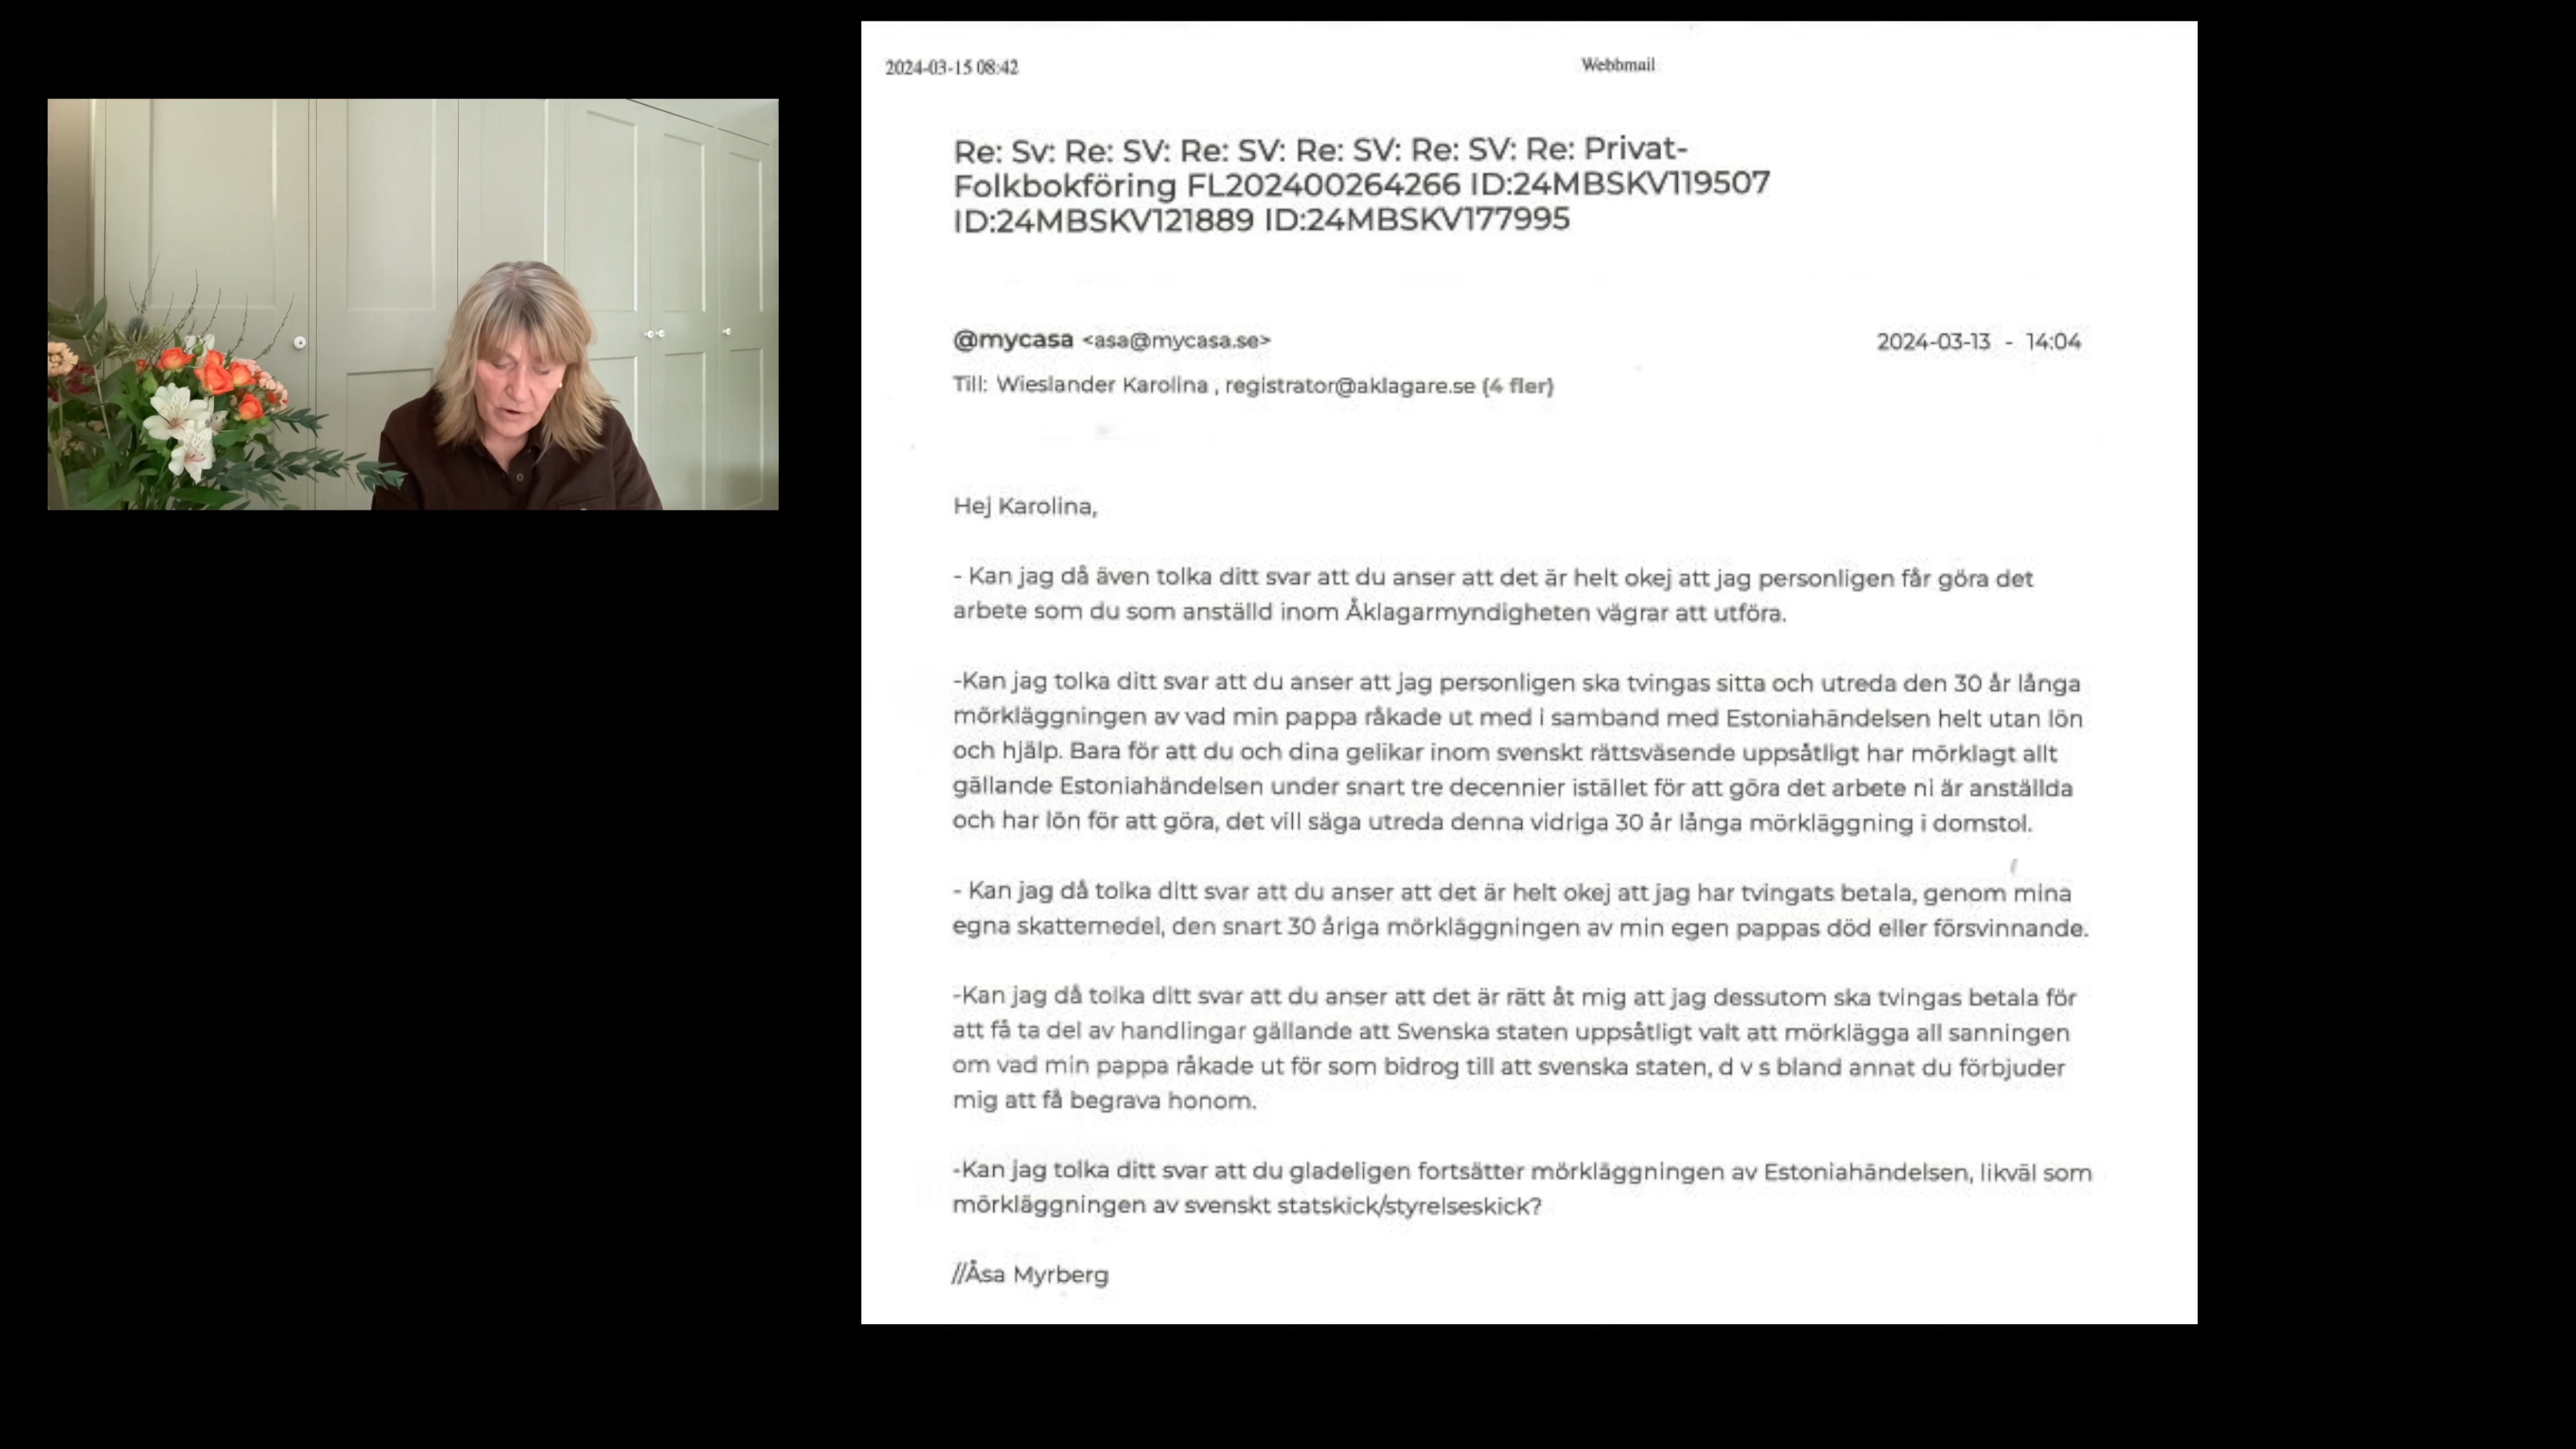 2024-03-15 08:42
Webbmail
Re: Sv: Re: SV: Re: SV: Re: SV: Re: SV: Re: Privat-
Folkbokföring FL202400264266 ID:24MBSKV119507
ID:24MBSKV121889 ID:24MBSKV177995
@mycasa <asa@mycasa.se>
2024-03-13 - 14:04
Till: Wieslander Karolina , registrator@aklagare.se (4 fler)
Hej Karolina,
- Kan jag då även tolka ditt svar att du anser att det är helt okej att jag personligen får göra det
arbete som du som anställd inom Åklagarmyndigheten vägrar att utföra.
-Kan jag tolka ditt svar att du anser att jag personligen ska tvingas sitta och utreda den 30 år långa
mörkläggningen av vad min pappa råkade ut med i samband med Estoniahändelsen helt utan lön
och hjälp. Bara för att du och dina gelikar inom svenskt rättsväsende uppsåtligt har mörklagt allt
gällande Estoniahändelsen under snart tre decennier istället för att göra det arbete ni är anställda
och har lön för att göra, det vill säga utreda denna vidriga 30 år långa mörkläggning i domstol.
- Kan jag då tolka ditt svar att du anser att det är helt okej att jag har tvingats betala, genom mina
egna skattemedel, den snart 30 åriga mörkläggningen av min egen pappas död eller försvinnande.
-Kan jag då tolka ditt svar att du anser att det är rätt åt mig att jag dessutom ska tvingas betala för
att få ta del av handlingar gällande att Svenska staten uppsåtligt valt att mörklägga all sanningen
om vad min pappa råkade ut för som bidrog till att svenska staten, d v s bland annat du förbjuder
mig att få begrava honom.
-Kan jag tolka ditt svar att du gladeligen fortsätter mörkläggningen av Estoniahändelsen, likväl som
mörkläggningen av svenskt statskick/styrelseskick?
//Åsa Myrberg